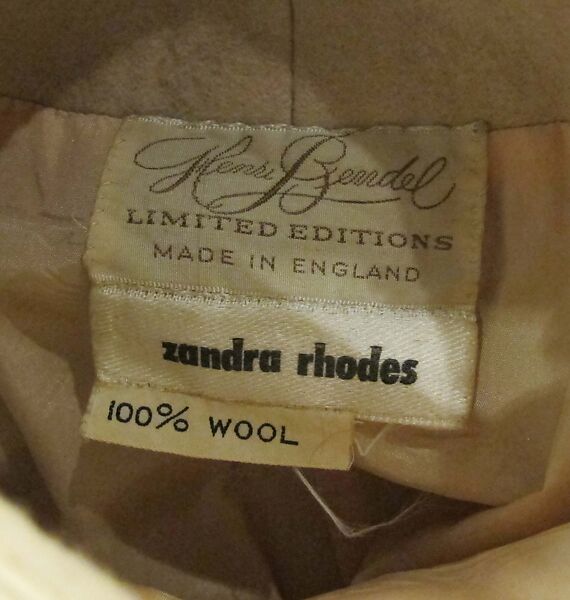 Henri Bendel
LIMITED EDITIONS
MADE IN ENGLAND
zandra rhodes
100% WOOL